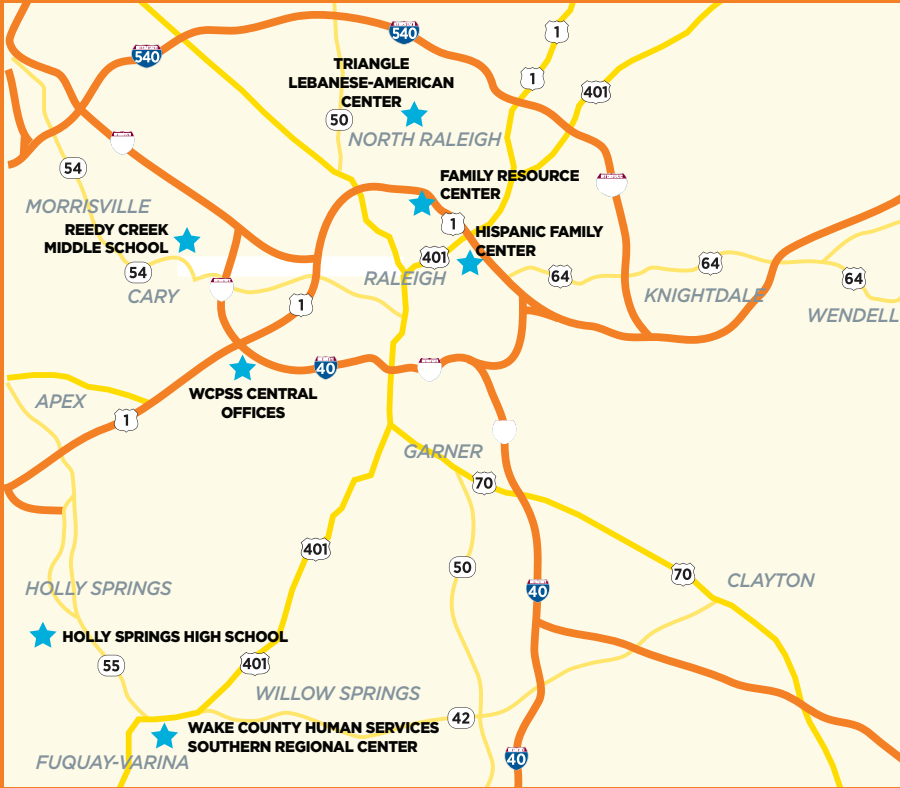 1
540
540
TRIANGLE
LEBANESE-AMERICAN
CENTER
1
401
50
NORTH RALEIGH
54
FAMILY RESOURCE
CENTER
MORRISVILLE
1
REEDY CREEK
MIDDLE SCHOOL
HISPANIC FAMILY
CENTER
401
54
RALEIGH
64
64
64
CARY
1
KNIGHTDALE
WENDELL
40
WCPSS CENTRAL
OFFICES
APEX
1
GARNER
70
401
50
70
CLAYTON
HOLLY SPRINGS
40
HOLLY SPRINGS HIGH SCHOOL
55
401
WILLOW SPRINGS
42
WAKE COUNTY HUMAN SERVICES
SOUTHERN REGIONAL CENTER
FUQUAY-VARINA
40